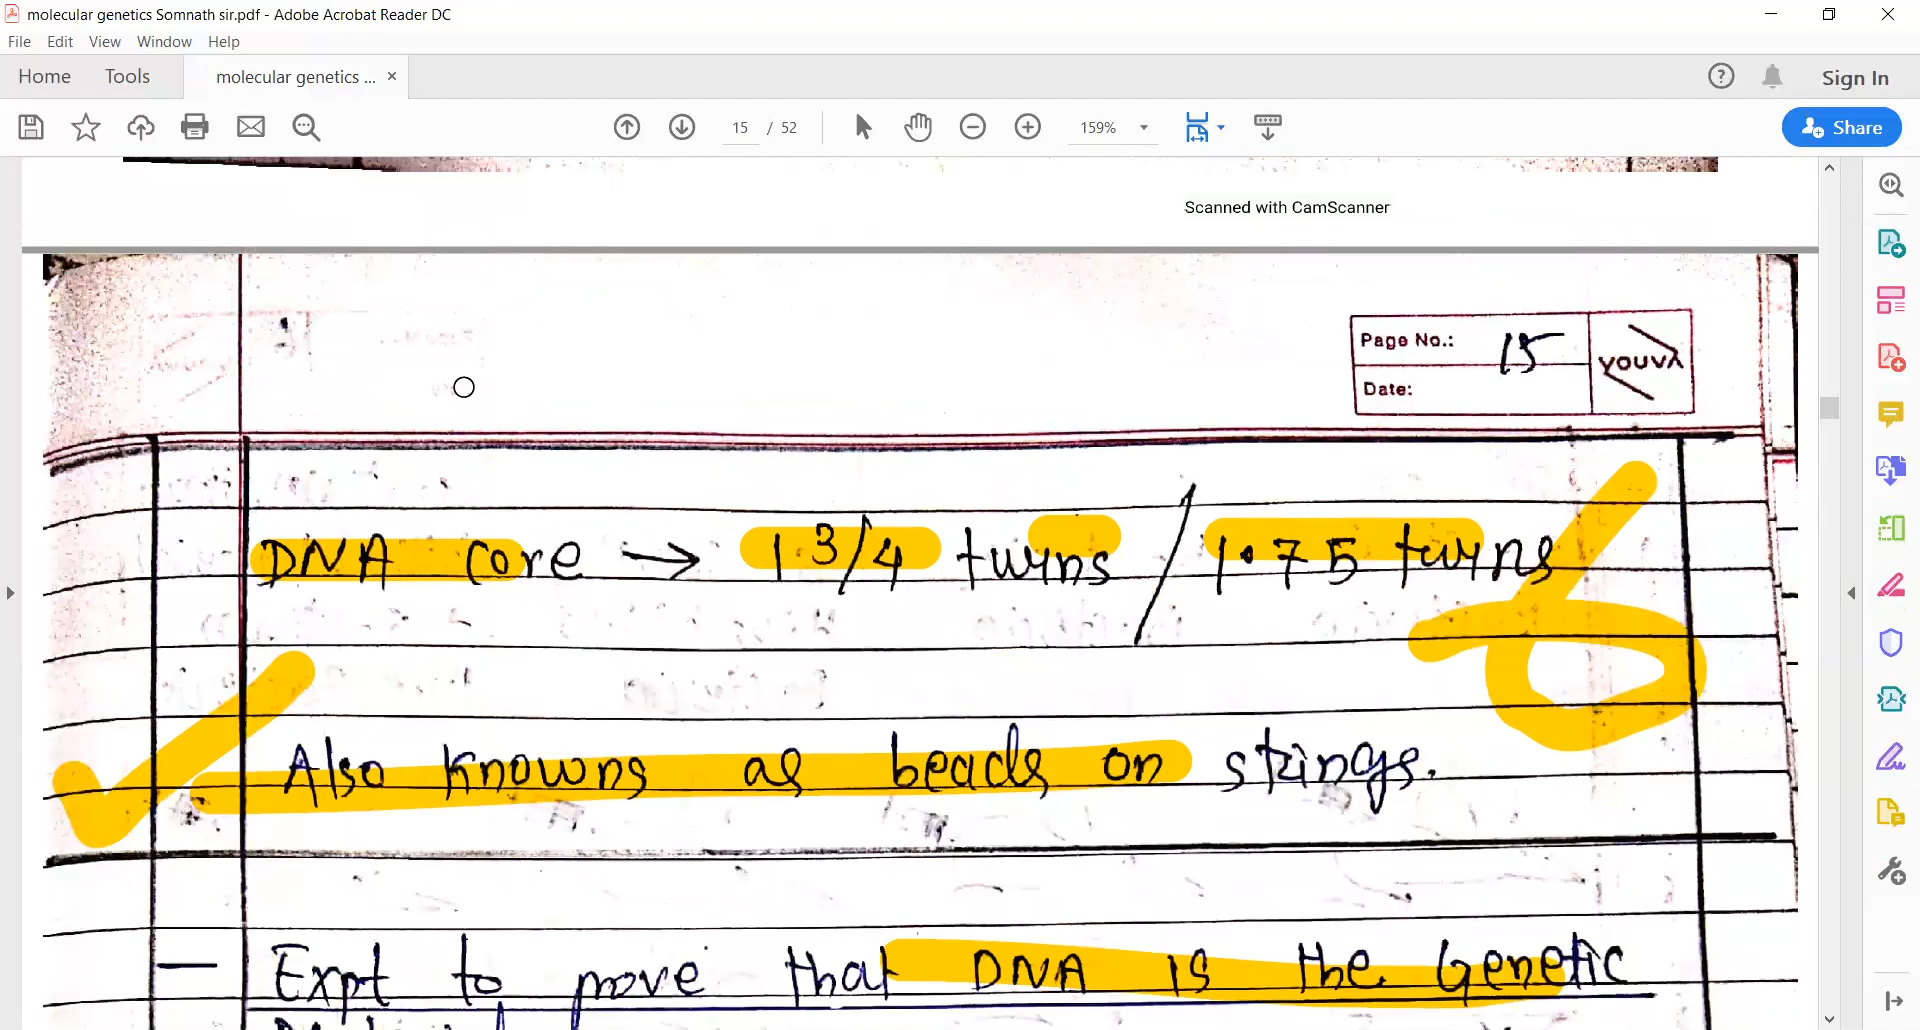 molecular genetics Somnath sir.pdf - Adobe Acrobat Reader DC
File Edit View Window Help
Home Tools molecular genetics ... ×
Sign In
15 / 52
159%
Share
Scanned with CamScanner
Page No.: 15
youva
Date:
DNA core → 1 3/4 turns / 1.75 turns
Also knowns as beads on strings.
— Expt to prove that DNA is the Genetic